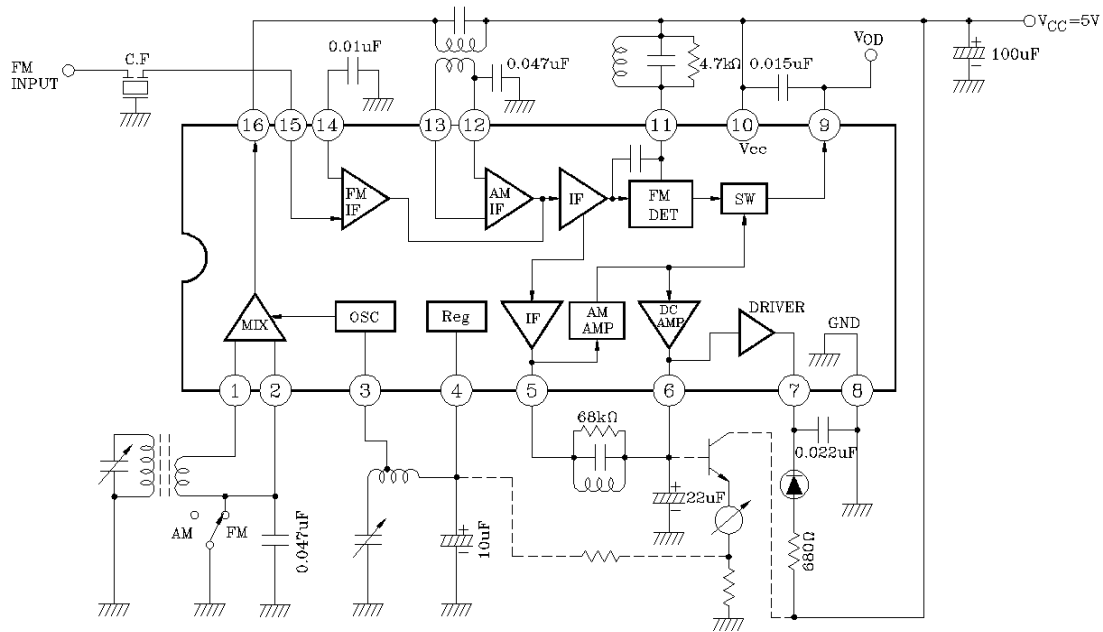 V_CC=5V
C.F
FM
INPUT
0.01uF
0.047uF
4.7kΩ
0.015uF
V_OD
100uF
16
15
14
13
12
11
10
9
Vcc
FM
IF
AM
IF
IF
FM
DET
SW
MIX
OSC
Reg
IF
AM
AMP
DC
AMP
DRIVER
GND
1
2
3
4
5
6
7
8
68kΩ
0.022uF
22uF
AM
FM
0.047uF
10uF
680Ω